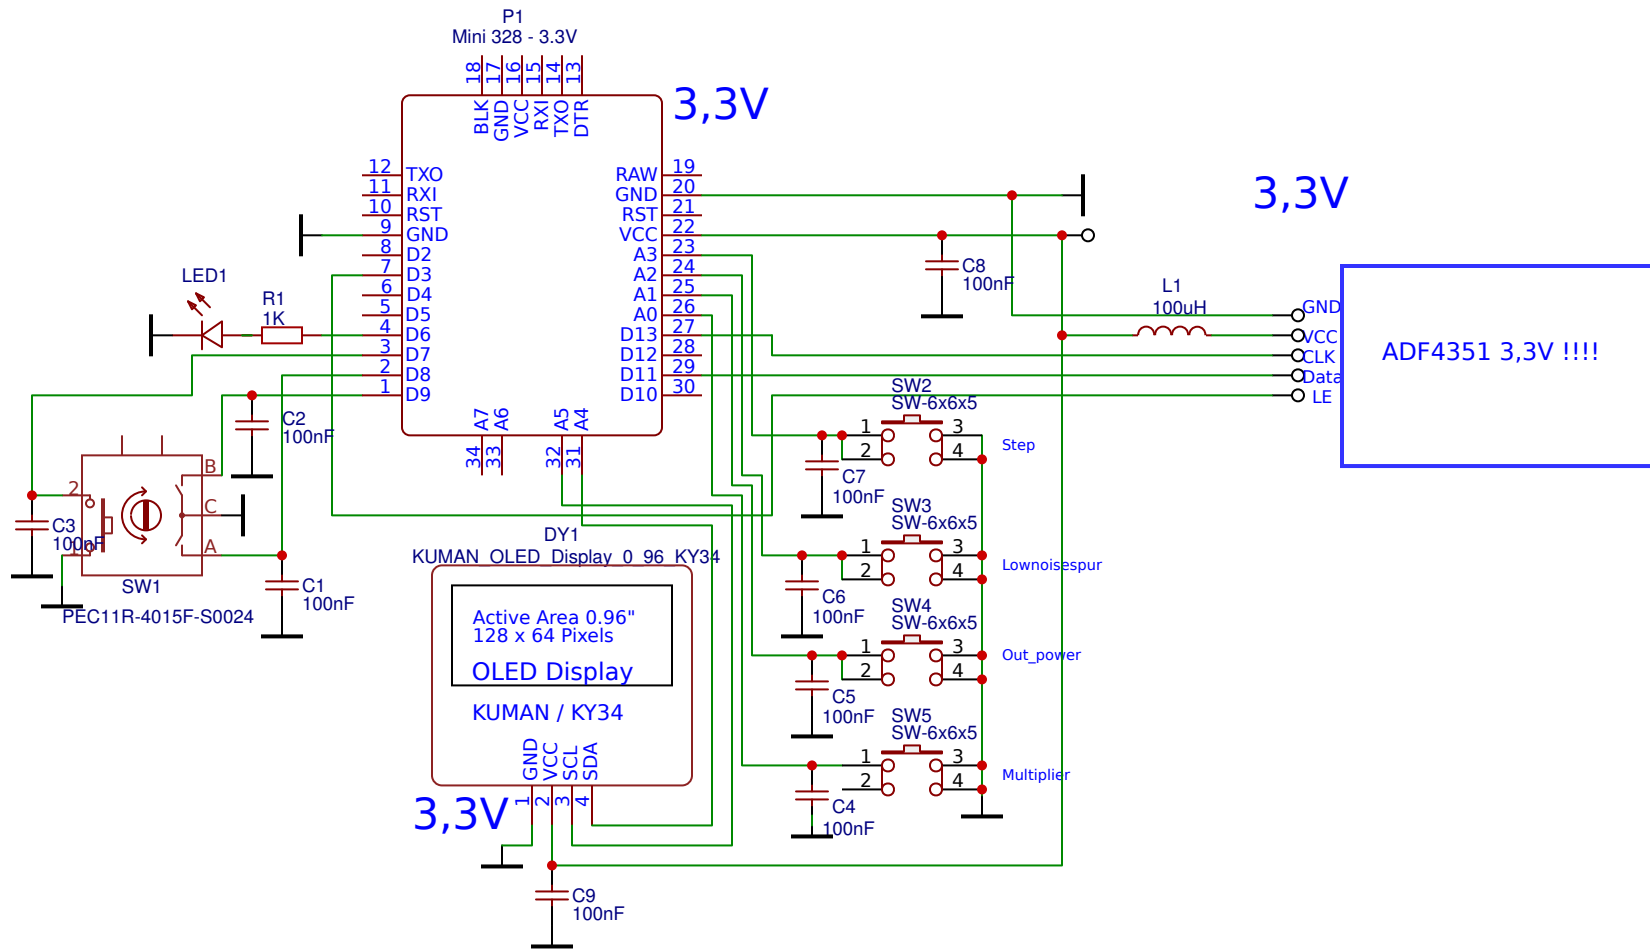 P1
Mini 328 - 3.3V
18
17
16
15
14
13
BLK
GND
VCC
RXI
TXO
DTR
3,3V
12 TXO
11 RXI
10 RST
9 GND
8 D2
7 D3
6 D4
5 D5
4 D6
3 D7
2 D8
1 D9
RAW 19
GND 20
RST 21
VCC 22
A3 23
A2 24
A1 25
A0 26
D13 27
D12 28
D11 29
D10 30
A7
A6
A5
A4
34
33
32
31
LED1
R1
1K
C2
100nF
C3
100nF
2
1
B
C
A
SW1
PEC11R-4015F-S0024
C1
100nF
C8
100nF
L1
100uH
3,3V
GND
VCC
CLK
Data
LE
ADF4351 3,3V !!!!
SW2
SW-6x6x5
1
2
3
4
Step
C7
100nF
SW3
SW-6x6x5
1
2
3
4
Lownoisespur
C6
100nF
SW4
SW-6x6x5
1
2
3
4
Out_power
C5
100nF
SW5
SW-6x6x5
1
2
3
4
Multiplier
C4
100nF
DY1
KUMAN_OLED_Display_0_96_KY34
Active Area 0.96"
128 x 64 Pixels
OLED Display
KUMAN / KY34
GND
VCC
SCL
SDA
1
2
3
4
3,3V
C9
100nF